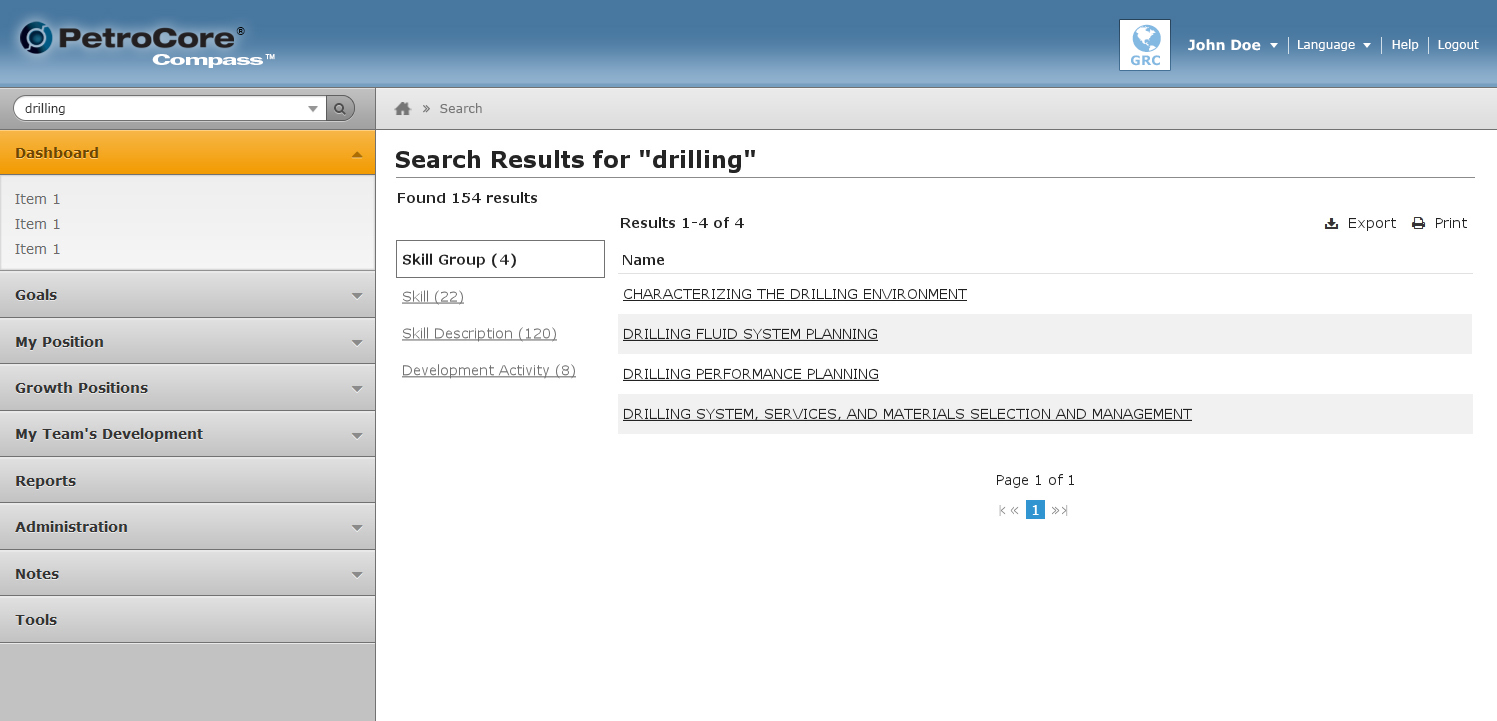 PetroCore®
Compass™
GRC
John Doe
Language
Help
Logout
drilling
» Search
Dashboard
Item 1
Item 1
Item 1
Goals
My Position
Growth Positions
My Team's Development
Reports
Administration
Notes
Tools
Search Results for "drilling"
Found 154 results
Results 1-4 of 4
Export
Print
Skill Group (4)
Skill (22)
Skill Description (120)
Development Activity (8)
Name
CHARACTERIZING THE DRILLING ENVIRONMENT
DRILLING FLUID SYSTEM PLANNING
DRILLING PERFORMANCE PLANNING
DRILLING SYSTEM, SERVICES, AND MATERIALS SELECTION AND MANAGEMENT
Page 1 of 1
« 1 »